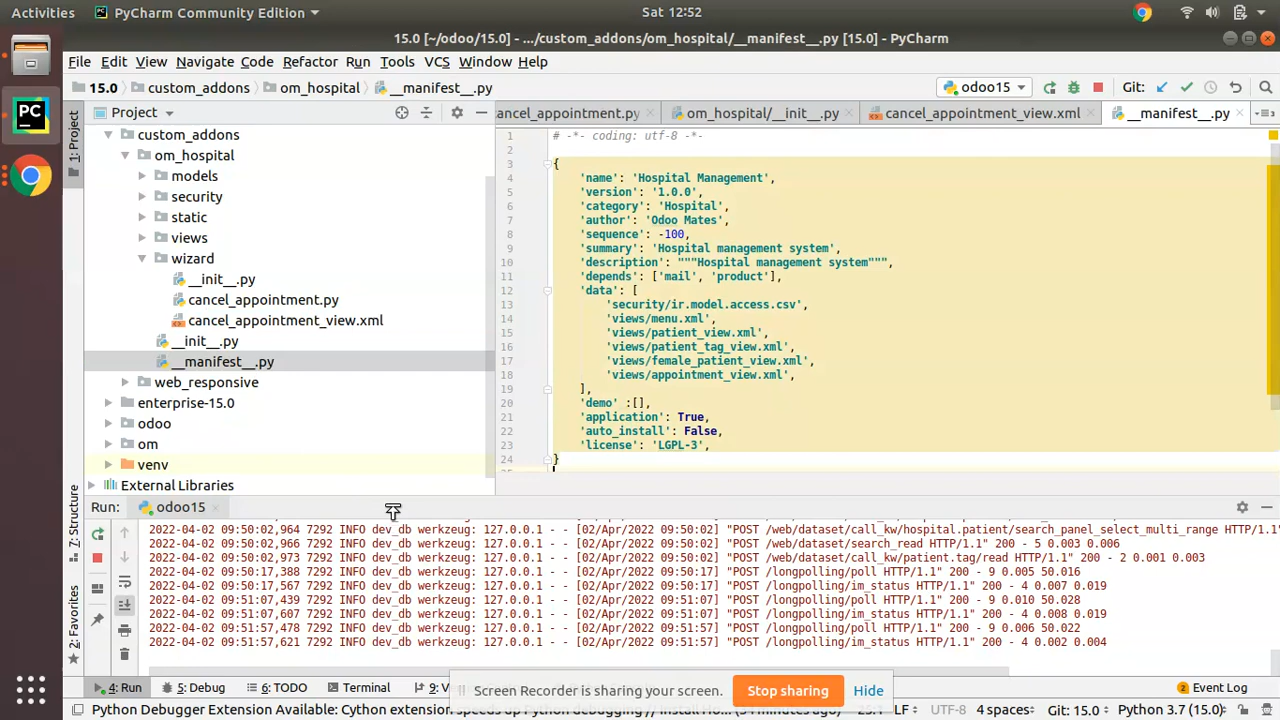 Activities PyCharm Community Edition Sat 12:52
15.0 [~/odoo/15.0] - .../custom_addons/om_hospital/__manifest__.py [15.0] - PyCharm
File Edit View Navigate Code Refactor Run Tools VCS Window Help
15.0 custom_addons om_hospital __manifest__.py odoo15 Git:
Project cancel_appointment.py om_hospital/__init__.py cancel_appointment_view.xml __manifest__.py
1: Project
7: Structure
2: Favorites
custom_addons
om_hospital
models
security
static
views
wizard
__init__.py
cancel_appointment.py
cancel_appointment_view.xml
__init__.py
__manifest__.py
web_responsive
enterprise-15.0
odoo
om
venv
External Libraries
1 # -*- coding: utf-8 -*-
2
3 {
4 'name': 'Hospital Management',
5 'version': '1.0.0',
6 'category': 'Hospital',
7 'author': 'Odoo Mates',
8 'sequence': -100,
9 'summary': 'Hospital management system',
10 'description': """Hospital management system""",
11 'depends': ['mail', 'product'],
12 'data': [
13 'security/ir.model.access.csv',
14 'views/menu.xml',
15 'views/patient_view.xml',
16 'views/patient_tag_view.xml',
17 'views/female_patient_view.xml',
18 'views/appointment_view.xml',
19 ],
20 'demo' :[],
21 'application': True,
22 'auto_install': False,
23 'license': 'LGPL-3',
24 }
Run: odoo15
2022-04-02 09:50:02,964 7292 INFO dev_db werkzeug: 127.0.0.1 - - [02/Apr/2022 09:50:02] "POST /web/dataset/call_kw/hospital.patient/search_panel_select_multi_range HTTP/1.1"
2022-04-02 09:50:02,966 7292 INFO dev_db werkzeug: 127.0.0.1 - - [02/Apr/2022 09:50:02] "POST /web/dataset/search_read HTTP/1.1" 200 - 5 0.003 0.006
2022-04-02 09:50:02,973 7292 INFO dev_db werkzeug: 127.0.0.1 - - [02/Apr/2022 09:50:02] "POST /web/dataset/call_kw/patient.tag/read HTTP/1.1" 200 - 2 0.001 0.003
2022-04-02 09:50:17,388 7292 INFO dev_db werkzeug: 127.0.0.1 - - [02/Apr/2022 09:50:17] "POST /longpolling/poll HTTP/1.1" 200 - 9 0.005 50.016
2022-04-02 09:50:17,567 7292 INFO dev_db werkzeug: 127.0.0.1 - - [02/Apr/2022 09:50:17] "POST /longpolling/im_status HTTP/1.1" 200 - 4 0.007 0.019
2022-04-02 09:51:07,439 7292 INFO dev_db werkzeug: 127.0.0.1 - - [02/Apr/2022 09:51:07] "POST /longpolling/poll HTTP/1.1" 200 - 9 0.010 50.028
2022-04-02 09:51:07,607 7292 INFO dev_db werkzeug: 127.0.0.1 - - [02/Apr/2022 09:51:07] "POST /longpolling/im_status HTTP/1.1" 200 - 4 0.008 0.019
2022-04-02 09:51:57,478 7292 INFO dev_db werkzeug: 127.0.0.1 - - [02/Apr/2022 09:51:57] "POST /longpolling/poll HTTP/1.1" 200 - 9 0.006 50.022
2022-04-02 09:51:57,621 7292 INFO dev_db werkzeug: 127.0.0.1 - - [02/Apr/2022 09:51:57] "POST /longpolling/im_status HTTP/1.1" 200 - 4 0.002 0.004
4: Run 5: Debug 6: TODO Terminal 9: V
Screen Recorder is sharing your screen. Stop sharing Hide
2 Event Log
Python Debugger Extension Available: Cython extension speeds up Python debugging // Install LF UTF-8 4 spaces Git: 15.0 Python 3.7 (15.0)